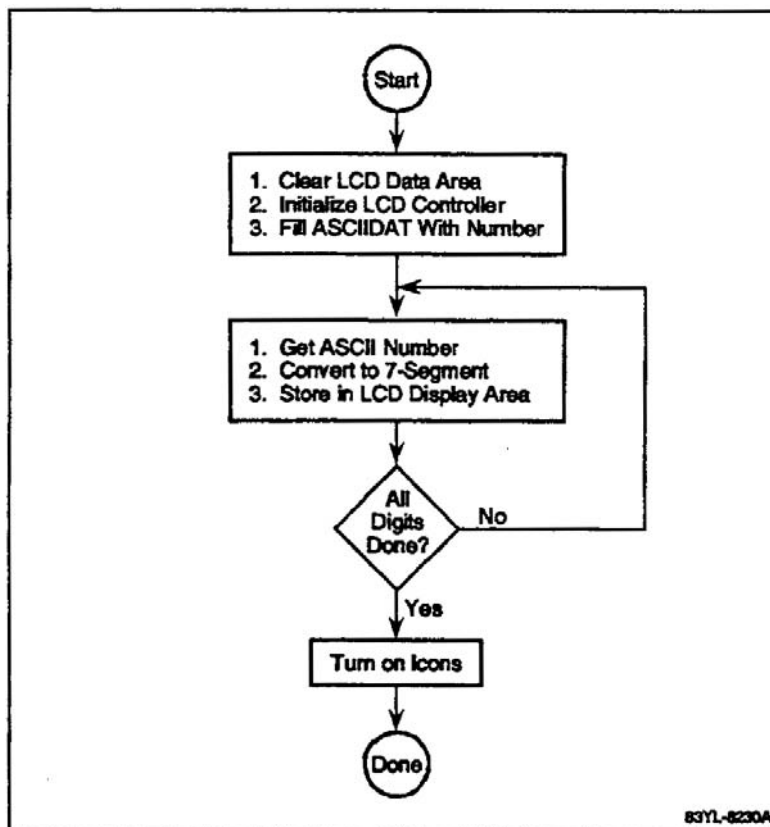 Start
1. Clear LCD Data Area
2. Initialize LCD Controller
3. Fill ASCIIDAT With Number
1. Get ASCII Number
2. Convert to 7-Segment
3. Store in LCD Display Area
All
Digits
Done?
No
Yes
Turn on Icons
Done
83YL-8230A